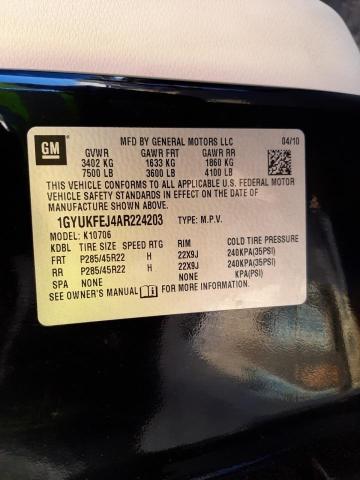 GM
MFD BY GENERAL MOTORS LLC 04/10
GVWR GAWR FRT GAWR RR
3402 KG 1633 KG 1860 KG
7500 LB 3600 LB 4100 LB
THIS VEHICLE CONFORMS TO ALL APPLICABLE U.S. FEDERAL MOTOR
VEHICLE SAFETY STANDARDS IN EFFECT ON THE DATE OF
MANUFACTURE SHOWN ABOVE.
1GYUKFEJ4AR224203 TYPE: M.P.V.
MODEL: K10706
KDBL TIRE SIZE SPEED RTG RIM COLD TIRE PRESSURE
FRT P285/45R22 H 22X9J 240KPA(35PSI)
RR P285/45R22 H 22X9J 240KPA(35PSI)
SPA NONE NONE KPA(PSI)
SEE OWNER'S MANUAL FOR MORE INFORMATION.